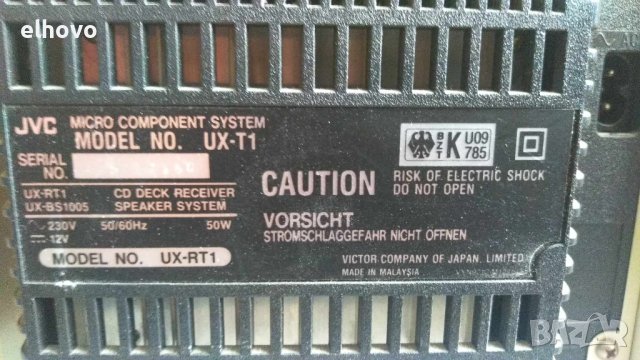 elhovo
JVC MICRO COMPONENT SYSTEM
MODEL NO. UX-T1
SERIAL
NO.
UX-RT1 CD DECK RECEIVER
UX-BS1005 SPEAKER SYSTEM
~ 230V 50/60Hz 50W
⎓ 12V
MODEL NO. UX-RT1
BZT K U09
785
CAUTION RISK OF ELECTRIC SHOCK
DO NOT OPEN
VORSICHT
STROMSCHLAGGEFAHR NICHT ÖFFNEN
VICTOR COMPANY OF JAPAN, LIMITED
MADE IN MALAYSIA
BAZAR